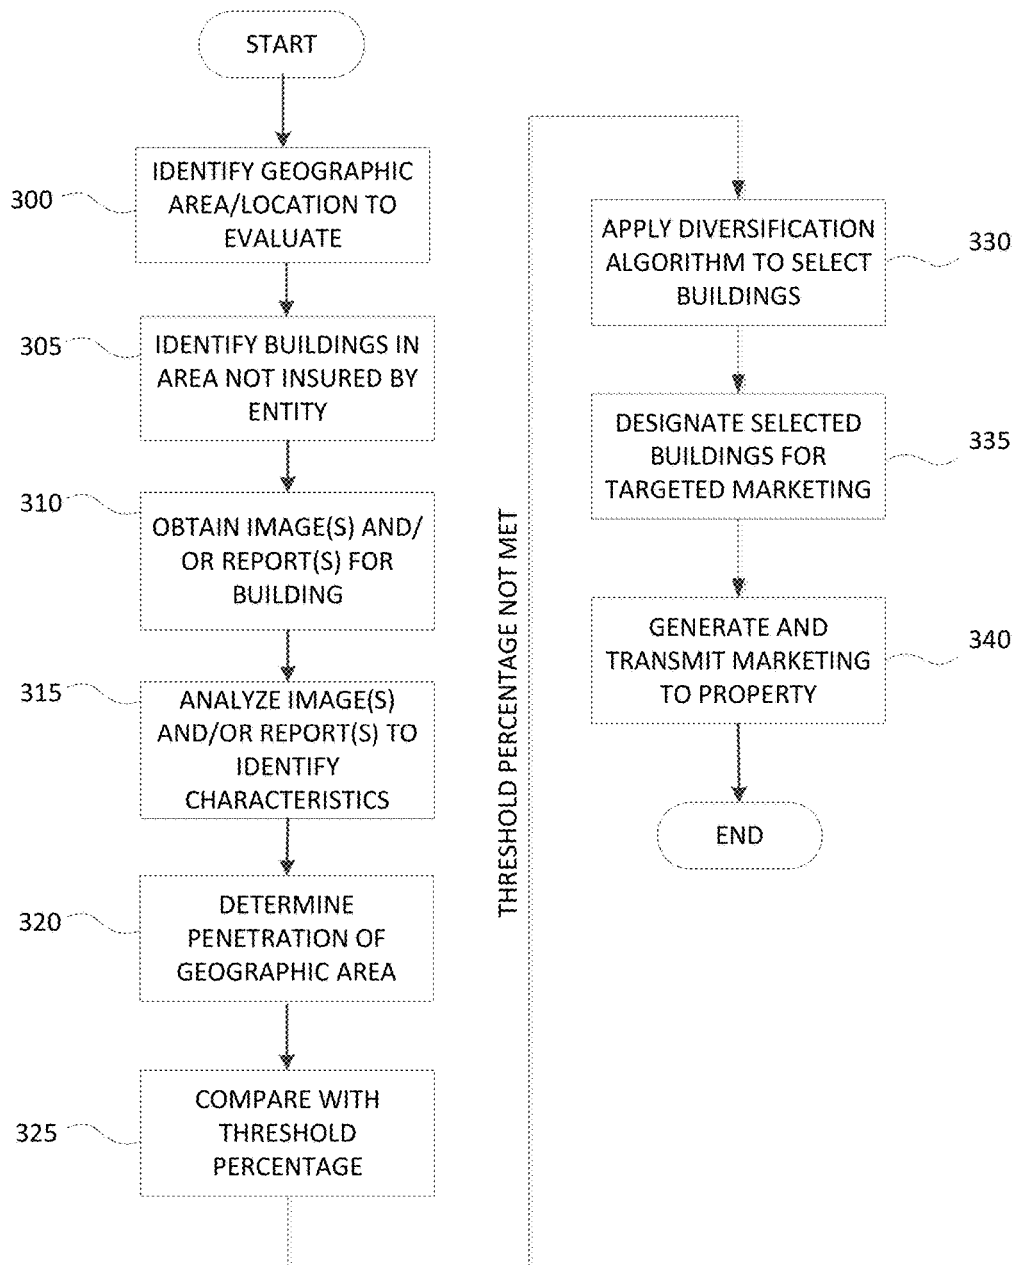 START
300
IDENTIFY GEOGRAPHIC
AREA/LOCATION TO
EVALUATE
305
IDENTIFY BUILDINGS IN
AREA NOT INSURED BY
ENTITY
310
OBTAIN IMAGE(S) AND/
OR REPORT(S) FOR
BUILDING
315
ANALYZE IMAGE(S)
AND/OR REPORT(S) TO
IDENTIFY
CHARACTERISTICS
320
DETERMINE
PENETRATION OF
GEOGRAPHIC AREA
325
COMPARE WITH
THRESHOLD
PERCENTAGE
THRESHOLD PERCENTAGE NOT MET
APPLY DIVERSIFICATION
ALGORITHM TO SELECT
BUILDINGS
330
DESIGNATE SELECTED
BUILDINGS FOR
TARGETED MARKETING
335
GENERATE AND
TRANSMIT MARKETING
TO PROPERTY
340
END